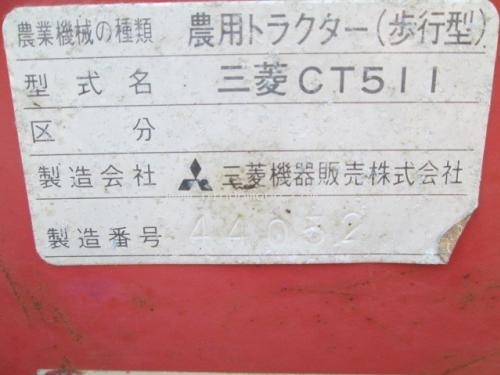 農業機械の種類 農用トラクター(歩行型)
型式名 三菱CT511
区分
製造会社 三菱機器販売株式会社
製造番号 44652